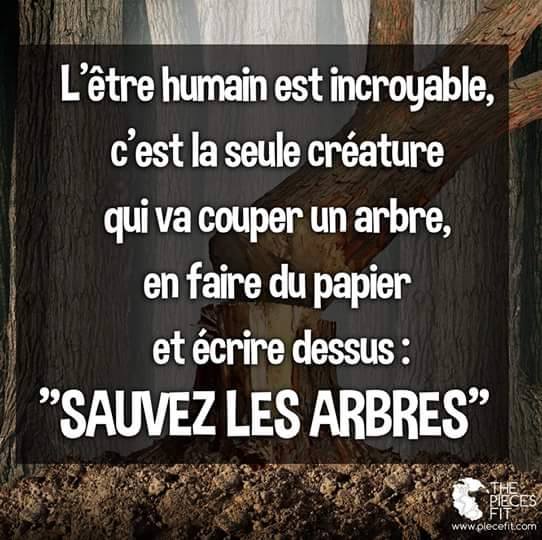 L'être humain est incroyable,
c'est la seule créature
qui va couper un arbre,
en faire du papier
et écrire dessus :
"SAUVEZ LES ARBRES"
THE
PIECES
FIT
www.piecefit.com